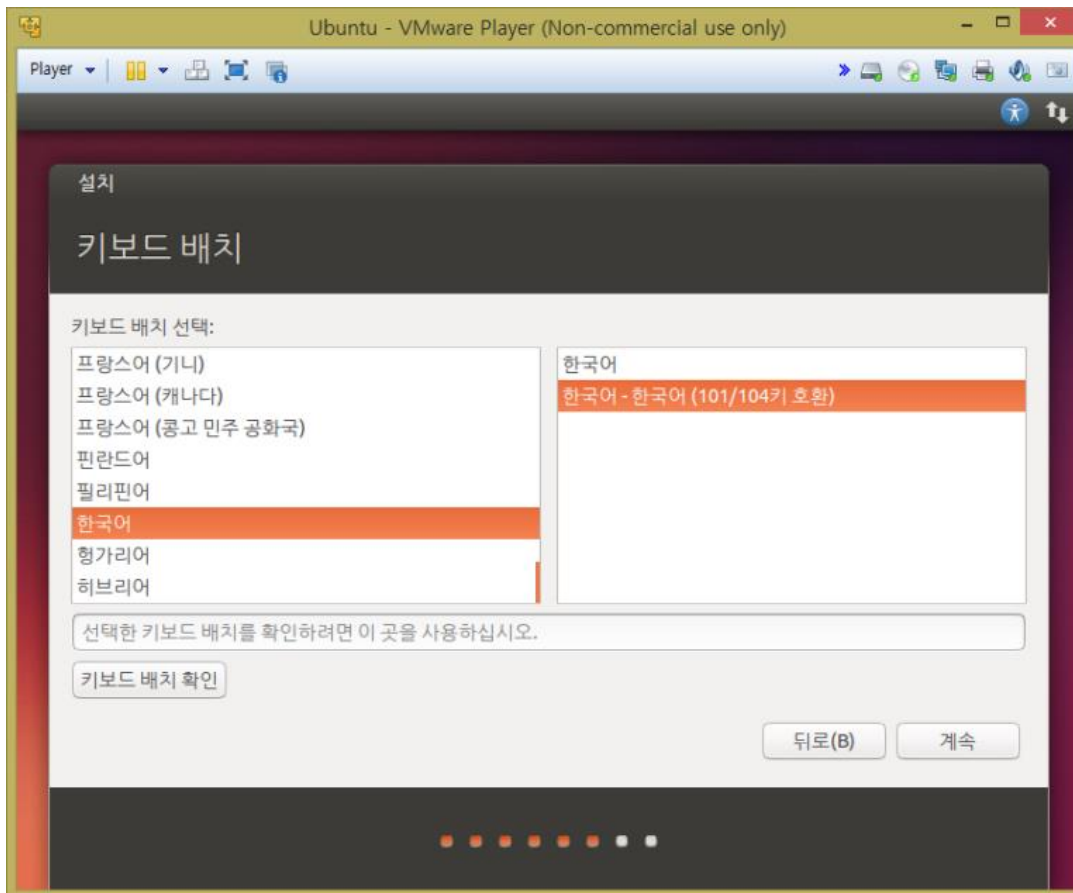 Ubuntu - VMware Player (Non-commercial use only)
Player
설치
키보드 배치
키보드 배치 선택:
프랑스어 (기니)
프랑스어 (캐나다)
프랑스어 (콩고 민주 공화국)
핀란드어
필리핀어
한국어
헝가리어
히브리어
한국어
한국어 - 한국어 (101/104키 호환)
선택한 키보드 배치를 확인하려면 이 곳을 사용하십시오.
키보드 배치 확인
뒤로(B)
계속